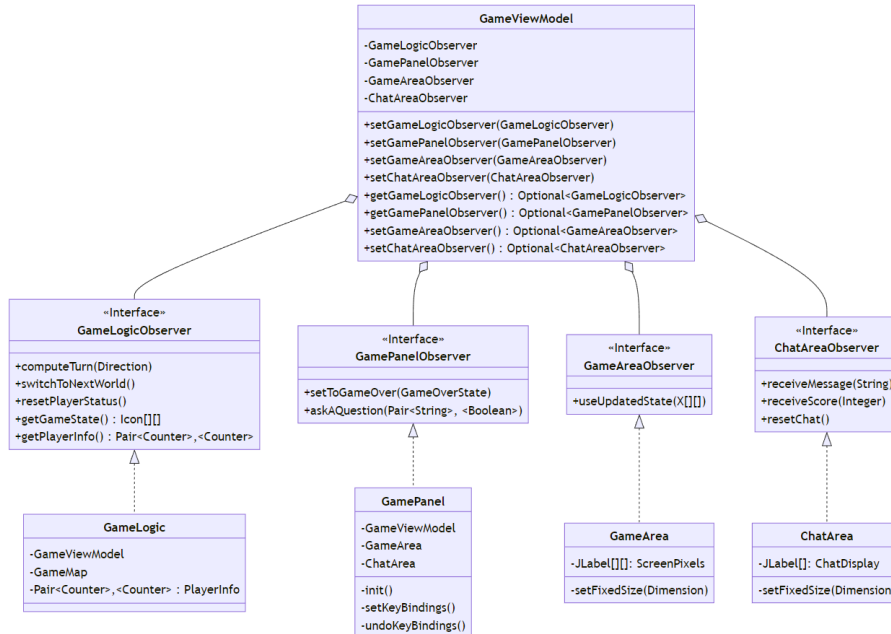 GameViewModel
-GameLogicObserver
-GamePanelObserver
-GameAreaObserver
-ChatAreaObserver
+setGameLogicObserver(GameLogicObserver)
+setGamePanelObserver(GamePanelObserver)
+setGameAreaObserver(GameAreaObserver)
+setChatAreaObserver(ChatAreaObserver)
+getGameLogicObserver() : Optional<GameLogicObserver>
+getGamePanelObserver() : Optional<GamePanelObserver>
+setGameAreaObserver() : Optional<GameAreaObserver>
+setChatAreaObserver() : Optional<ChatAreaObserver>
«Interface»
GameLogicObserver
+computeTurn(Direction)
+switchToNextWorld()
+resetPlayerStatus()
+getGameState() : Icon[][]
+getPlayerInfo() : Pair<Counter>,<Counter>
«Interface»
GamePanelObserver
+setToGameOver(GameOverState)
+askAQuestion(Pair<String>, <Boolean>)
«Interface»
GameAreaObserver
+useUpdatedState(X[][])
«Interface»
ChatAreaObserver
+receiveMessage(String)
+receiveScore(Integer)
+resetChat()
GameLogic
-GameViewModel
-GameMap
-Pair<Counter>,<Counter> : PlayerInfo
GamePanel
-GameViewModel
-GameArea
-ChatArea
-init()
-setKeyBindings()
-undoKeyBindings()
GameArea
-JLabel[][]: ScreenPixels
-setFixedSize(Dimension)
ChatArea
-JLabel[]: ChatDisplay
-setFixedSize(Dimension)